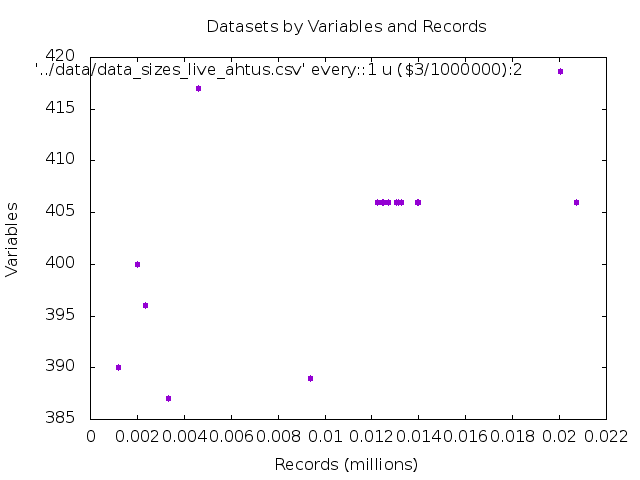 Datasets by Variables and Records
420
'../data/data_sizes_live_ahtus.csv' every::1 u ($3/1000000):2
415
410
405
400
395
390
385
Variables
0 0.002 0.004 0.006 0.008 0.01 0.012 0.014 0.016 0.018 0.02 0.022
Records (millions)